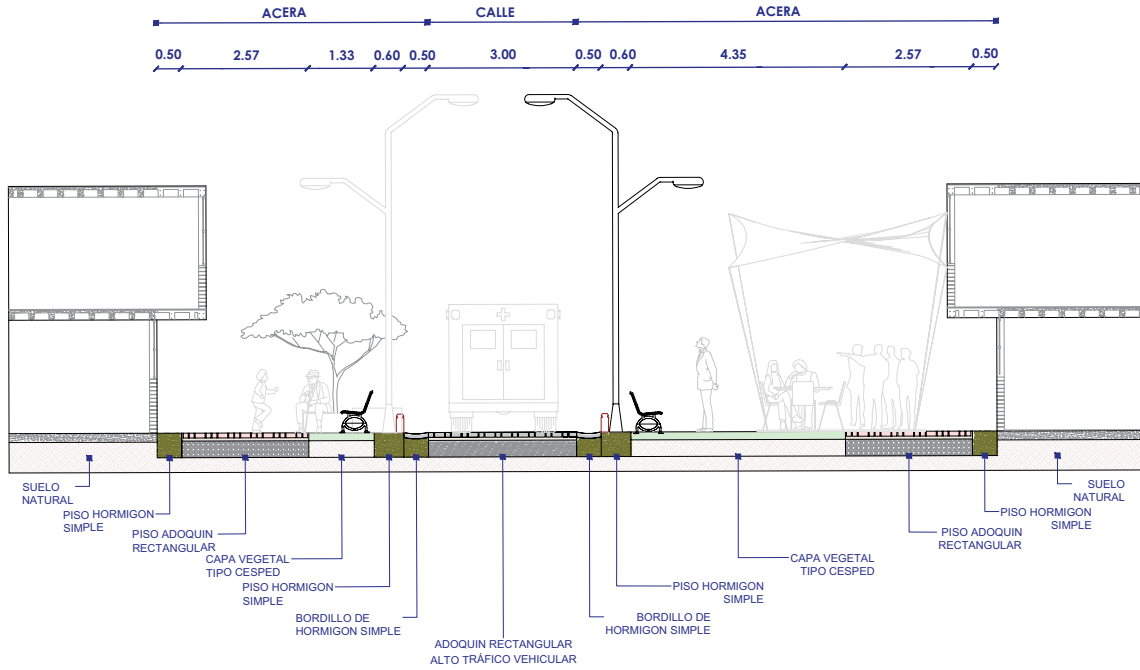 ACERA CALLE ACERA
0.50 2.57 1.33 0.60 0.50 3.00 0.50 0.60 4.35 2.57 0.50
SUELO
NATURAL
PISO HORMIGON
SIMPLE
PISO ADOQUIN
RECTANGULAR
CAPA VEGETAL
TIPO CESPED
PISO HORMIGON
SIMPLE
BORDILLO DE
HORMIGON SIMPLE
ADOQUIN RECTANGULAR
ALTO TRÁFICO VEHICULAR
BORDILLO DE
HORMIGON SIMPLE
PISO HORMIGON
SIMPLE
CAPA VEGETAL
TIPO CESPED
PISO ADOQUIN
RECTANGULAR
PISO HORMIGON
SIMPLE
SUELO
NATURAL